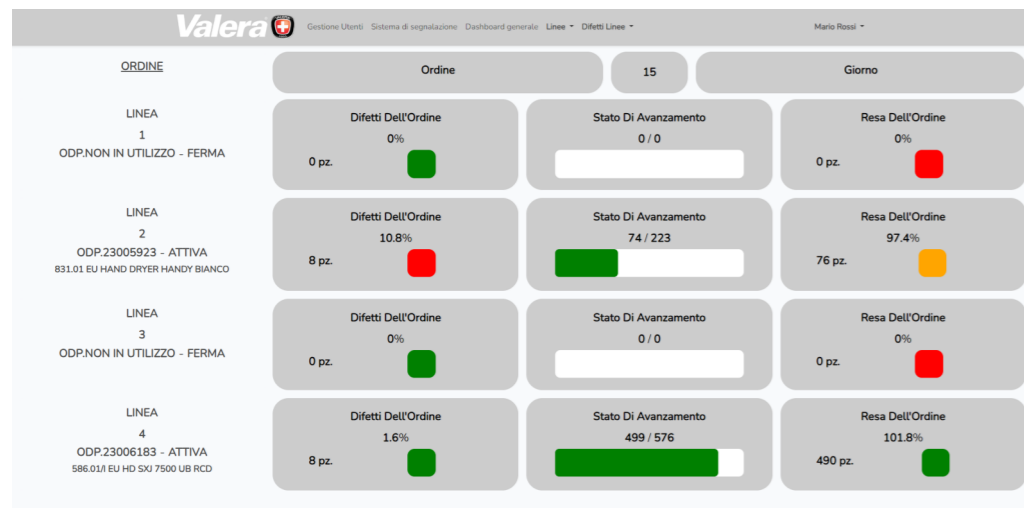 Valera Gestione Utenti Sistema di segnalazione Dashboard generale Linee Difetti Linee Mario Rossi
ORDINE Ordine 15 Giorno
LINEA
1
ODP.NON IN UTILIZZO - FERMA
Difetti Dell'Ordine
0%
0 pz.
Stato Di Avanzamento
0 / 0
Resa Dell'Ordine
0%
0 pz.
LINEA
2
ODP.23005923 - ATTIVA
831.01 EU HAND DRYER HANDY BIANCO
Difetti Dell'Ordine
10.8%
8 pz.
Stato Di Avanzamento
74 / 223
Resa Dell'Ordine
97.4%
76 pz.
LINEA
3
ODP.NON IN UTILIZZO - FERMA
Difetti Dell'Ordine
0%
0 pz.
Stato Di Avanzamento
0 / 0
Resa Dell'Ordine
0%
0 pz.
LINEA
4
ODP.23006183 - ATTIVA
586.01/I EU HD SXJ 7500 UB RCD
Difetti Dell'Ordine
1.6%
8 pz.
Stato Di Avanzamento
499 / 576
Resa Dell'Ordine
101.8%
490 pz.